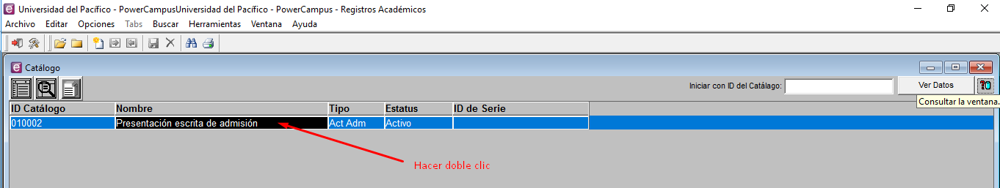 Universidad del Pacífico - PowerCampusUniversidad del Pacífico - PowerCampus - Registros Académicos
Archivo Editar Opciones Tabs Buscar Herramientas Ventana Ayuda
Catálogo
Iniciar con ID del Catálago: Ver Datos
Consultar la ventana.
ID Catálogo Nombre Tipo Estatus ID de Serie
010002 Presentación escrita de admisión Act Adm Activo
Hacer doble clic